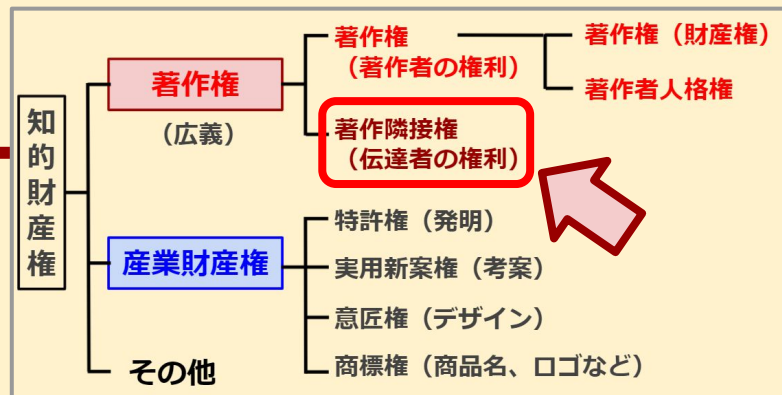 知的財産権
著作権
（広義）
著作権
（著作者の権利）
著作権（財産権）
著作者人格権
著作隣接権
（伝達者の権利）
産業財産権
特許権（発明）
実用新案権（考案）
意匠権（デザイン）
商標権（商品名、ロゴなど）
その他